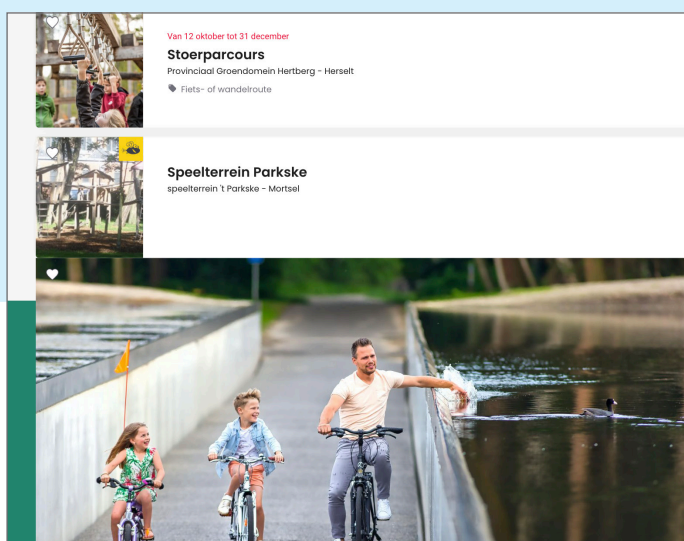 Van 12 oktober tot 31 december
Stoerparcours
Provinciaal Groendomein Hertberg - Herselt
Fiets- of wandelroute
Speelterrein Parkske
speelterrein 't Parkske - Mortsel